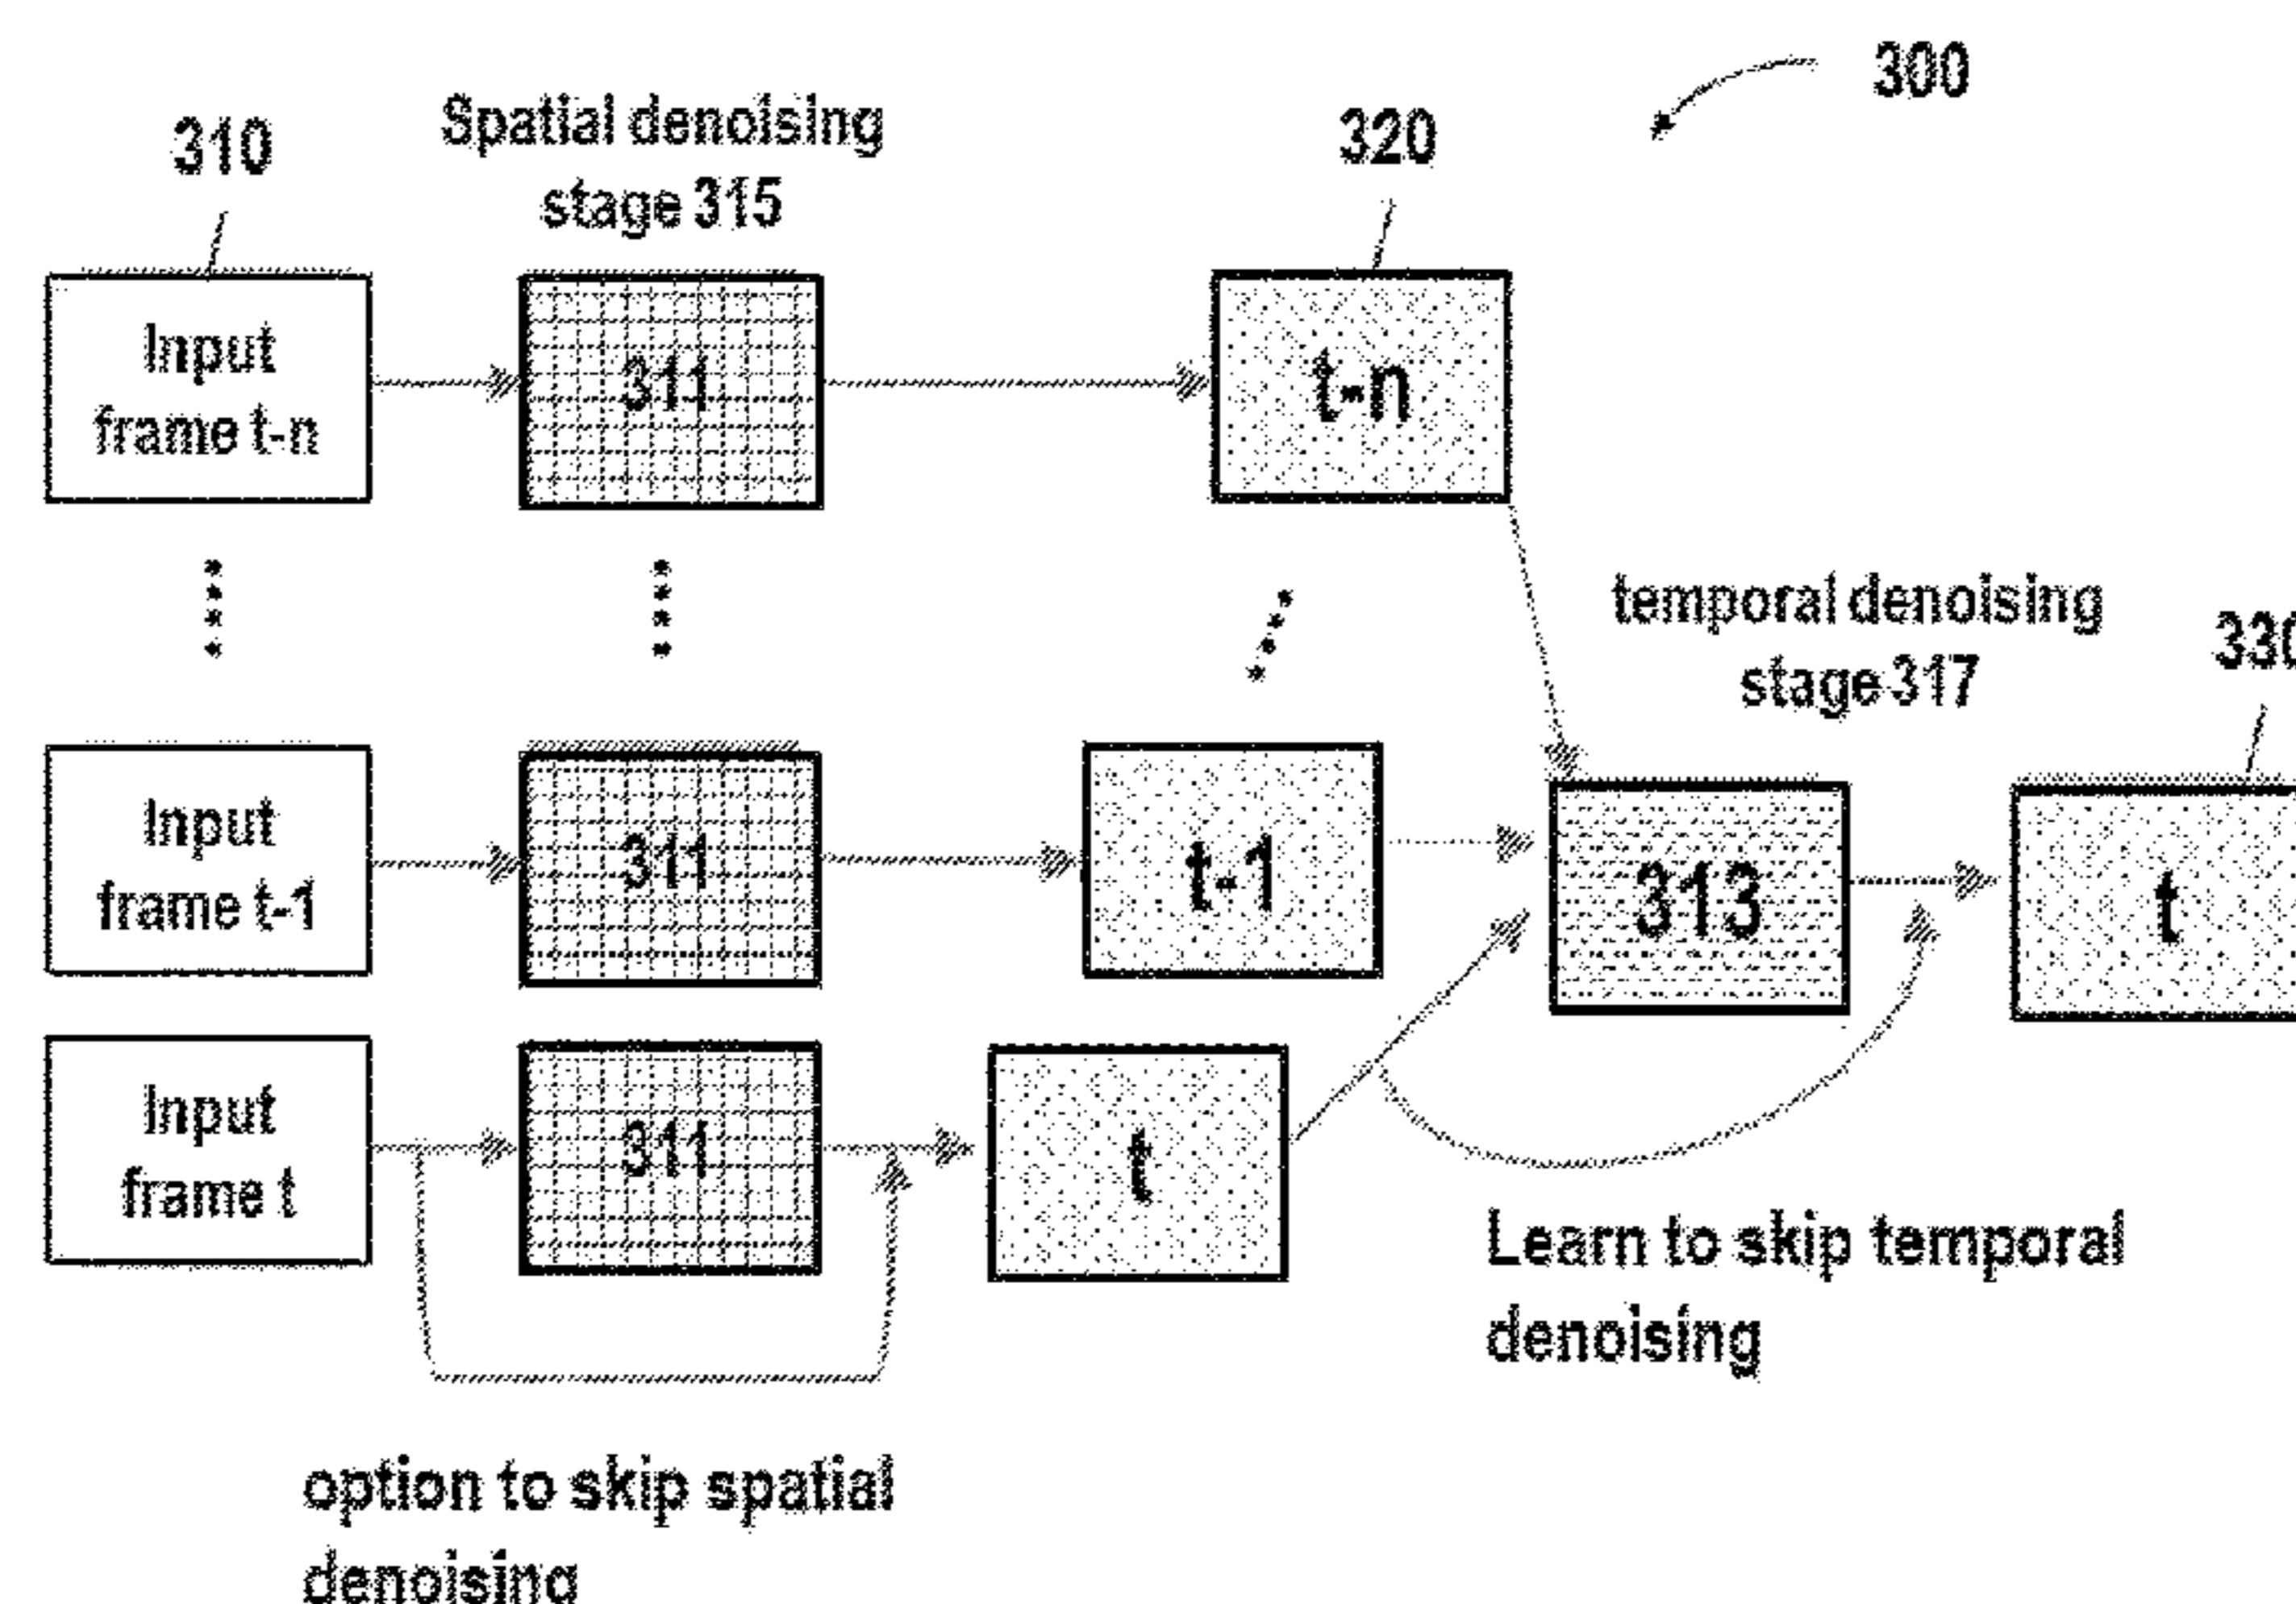 300
310
Spatial denoising
stage 315
320
Input
frame t-n
311
t-n
temporal denoising
stage 317
330
Input
frame t-1
311
t-1
313
t
Input
frame t
311
t
Learn to skip temporal
denoising
option to skip spatial
denoising